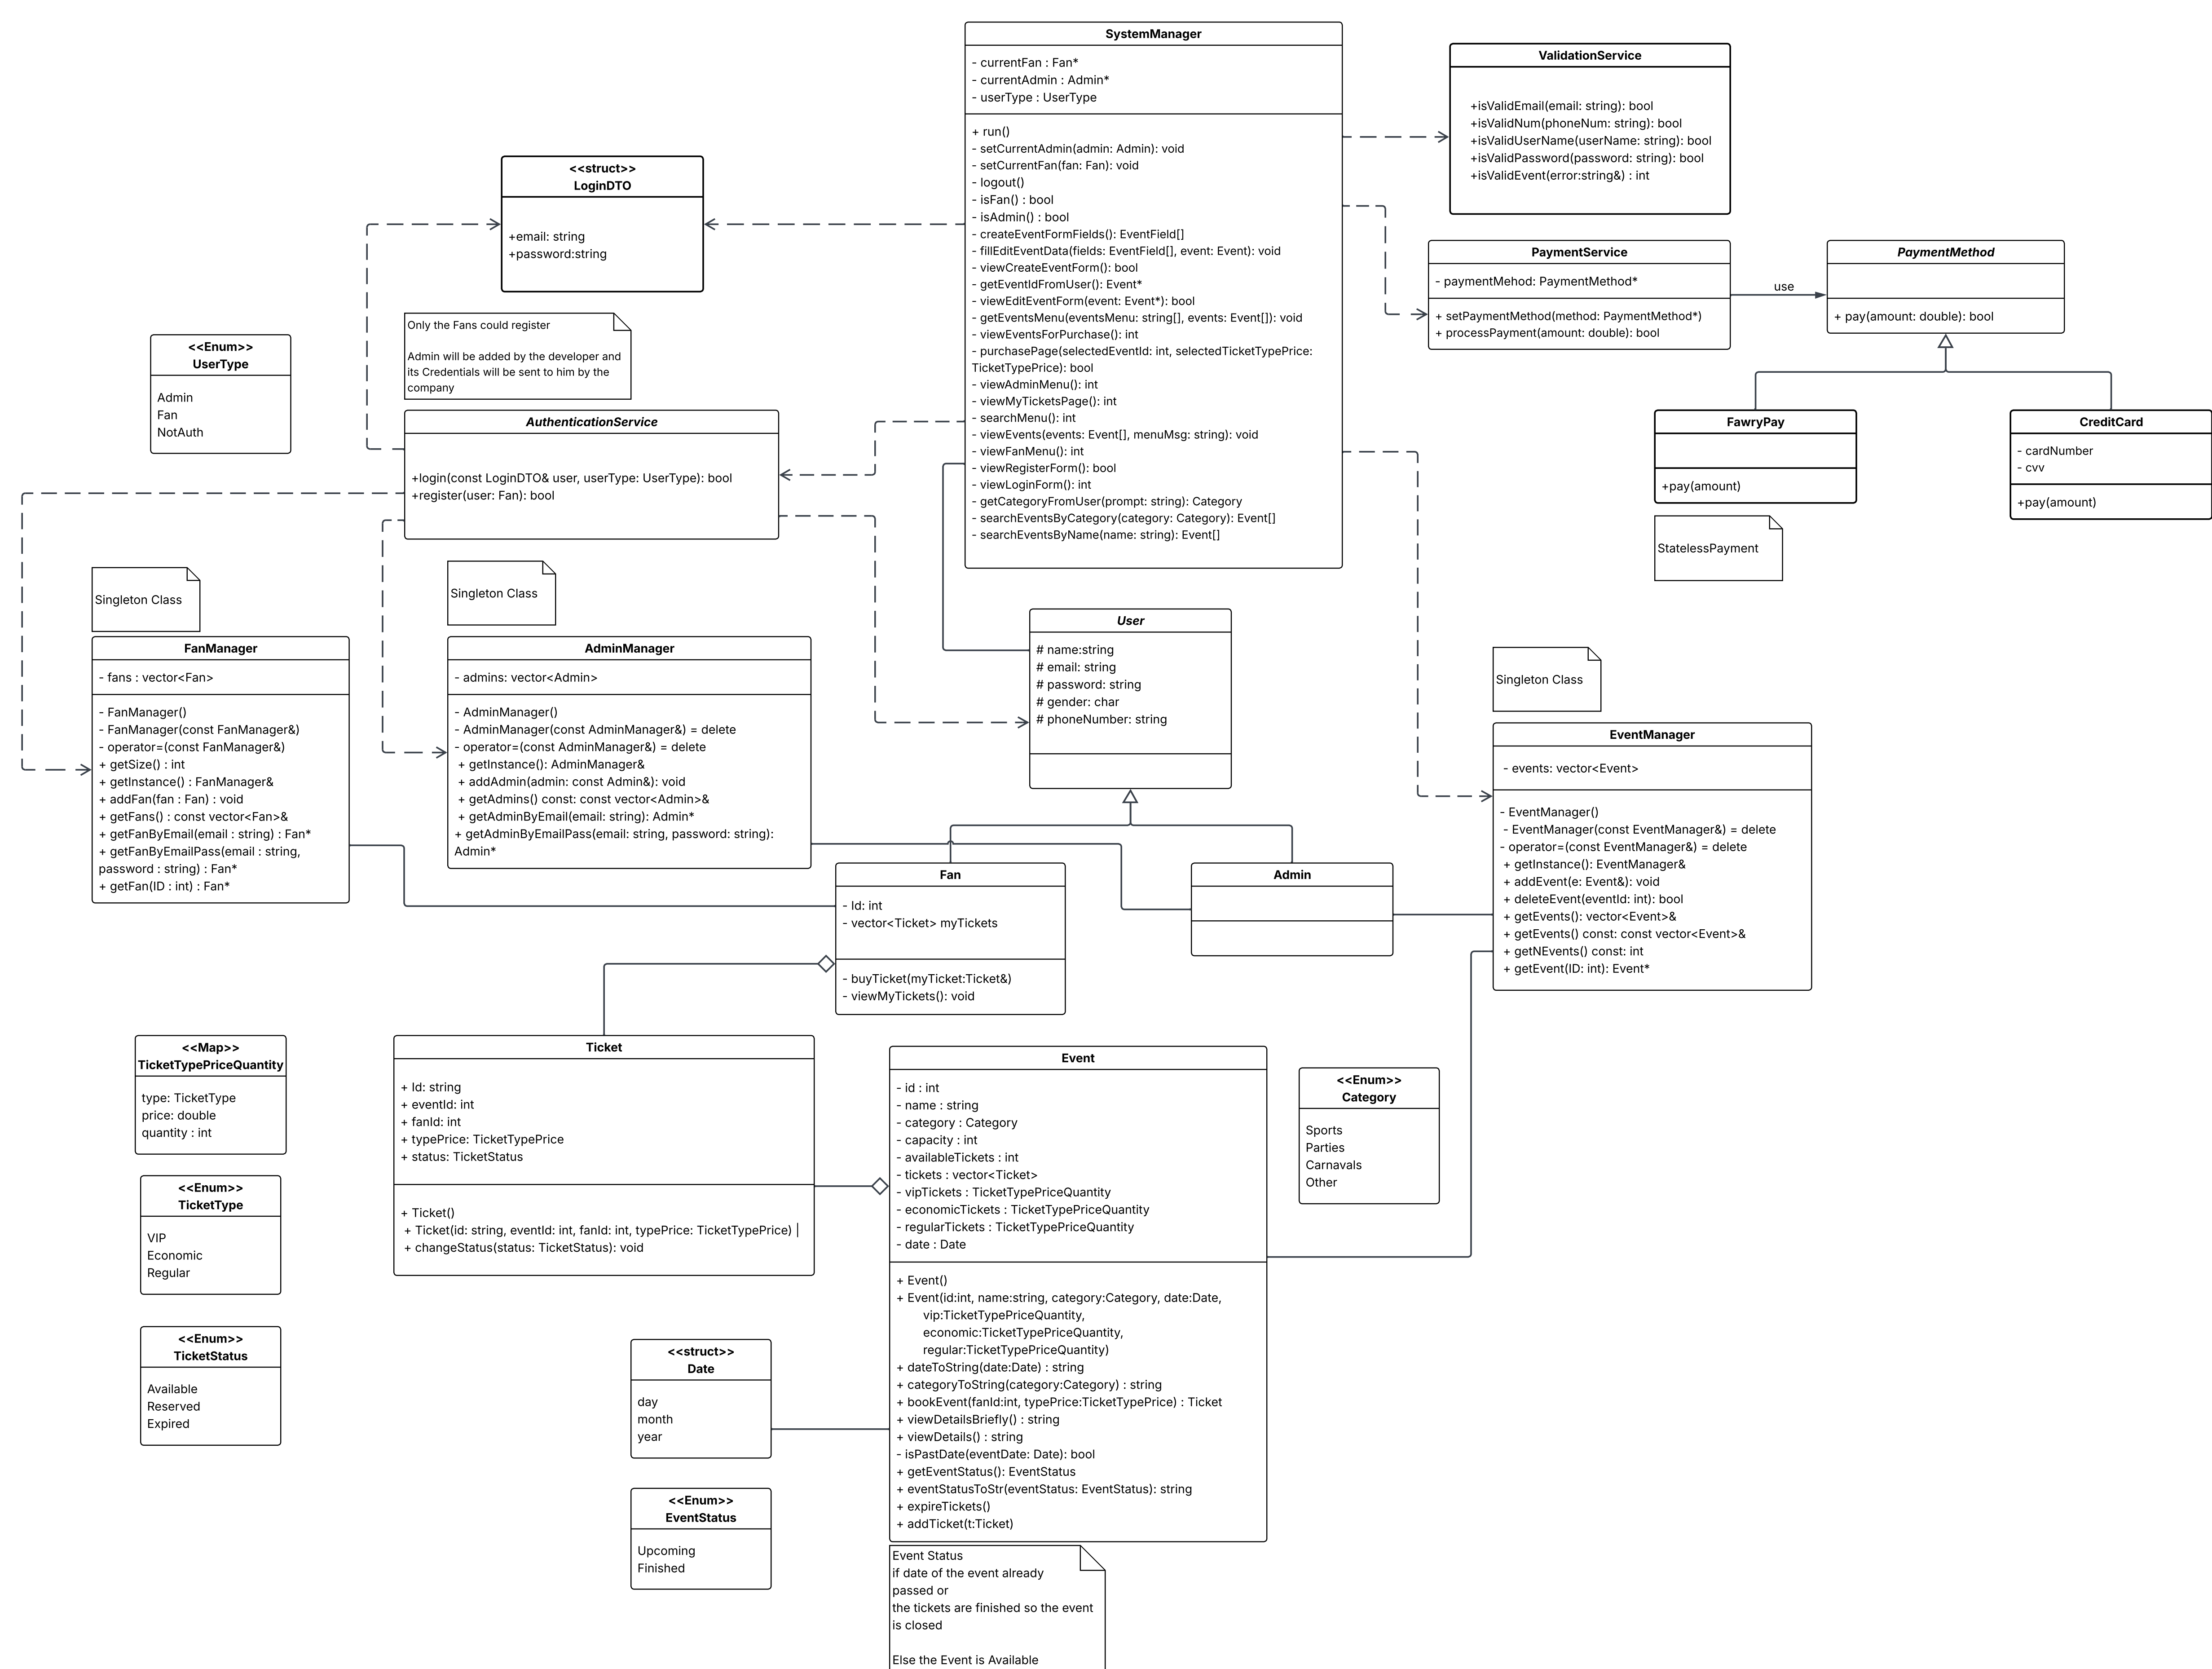 SystemManager
- currentFan : Fan*
- currentAdmin : Admin*
- userType : UserType
+ run()
- setCurrentAdmin(admin: Admin): void
- setCurrentFan(fan: Fan): void
- logout()
- isFan() : bool
- isAdmin() : bool
- createEventFormFields(): EventField[]
- fillEditEventData(fields: EventField[], event: Event): void
- viewCreateEventForm(): bool
- getEventIdFromUser(): Event*
- viewEditEventForm(event: Event*): bool
- getEventsMenu(eventsMenu: string[], events: Event[]): void
- viewEventsForPurchase(): int
- purchasePage(selectedEventId: int, selectedTicketTypePrice:
TicketTypePrice): bool
- viewAdminMenu(): int
- viewMyTicketsPage(): int
- searchMenu(): int
- viewEvents(events: Event[], menuMsg: string): void
- viewFanMenu(): int
- viewRegisterForm(): bool
- viewLoginForm(): int
- getCategoryFromUser(prompt: string): Category
- searchEventsByCategory(category: Category): Event[]
- searchEventsByName(name: string): Event[]
ValidationService
+isValidEmail(email: string): bool
+isValidNum(phoneNum: string): bool
+isValidUserName(userName: string): bool
+isValidPassword(password: string): bool
+isValidEvent(error:string&) : int
<<struct>>
LoginDTO
+email: string
+password:string
PaymentService
- paymentMehod: PaymentMethod*
+ setPaymentMethod(method: PaymentMethod*)
+ processPayment(amount: double): bool
use
PaymentMethod
+ pay(amount: double): bool
Only the Fans could register
Admin will be added by the developer and
its Credentials will be sent to him by the
company
<<Enum>>
UserType
Admin
Fan
NotAuth
AuthenticationService
+login(const LoginDTO& user, userType: UserType): bool
+register(user: Fan): bool
FawryPay
+pay(amount)
CreditCard
- cardNumber
- cvv
+pay(amount)
StatelessPayment
Singleton Class
Singleton Class
FanManager
- fans : vector<Fan>
- FanManager()
- FanManager(const FanManager&)
- operator=(const FanManager&)
+ getSize() : int
+ getInstance() : FanManager&
+ addFan(fan : Fan) : void
+ getFans() : const vector<Fan>&
+ getFanByEmail(email : string) : Fan*
+ getFanByEmailPass(email : string,
password : string) : Fan*
+ getFan(ID : int) : Fan*
AdminManager
- admins: vector<Admin>
- AdminManager()
- AdminManager(const AdminManager&) = delete
- operator=(const AdminManager&) = delete
+ getInstance(): AdminManager&
+ addAdmin(admin: const Admin&): void
+ getAdmins() const: const vector<Admin>&
+ getAdminByEmail(email: string): Admin*
+ getAdminByEmailPass(email: string, password: string):
Admin*
User
# name:string
# email: string
# password: string
# gender: char
# phoneNumber: string
Singleton Class
EventManager
- events: vector<Event>
- EventManager()
- EventManager(const EventManager&) = delete
- operator=(const EventManager&) = delete
+ getInstance(): EventManager&
+ addEvent(e: Event&): void
+ deleteEvent(eventId: int): bool
+ getEvents(): vector<Event>&
+ getEvents() const: const vector<Event>&
+ getNEvents() const: int
+ getEvent(ID: int): Event*
Fan
- Id: int
- vector<Ticket> myTickets
- buyTicket(myTicket:Ticket&)
- viewMyTickets(): void
Admin
<<Map>>
TicketTypePriceQuantity
type: TicketType
price: double
quantity : int
Ticket
+ Id: string
+ eventId: int
+ fanId: int
+ typePrice: TicketTypePrice
+ status: TicketStatus
+ Ticket()
+ Ticket(id: string, eventId: int, fanId: int, typePrice: TicketTypePrice) |
+ changeStatus(status: TicketStatus): void
Event
- id : int
- name : string
- category : Category
- capacity : int
- availableTickets : int
- tickets : vector<Ticket>
- vipTickets : TicketTypePriceQuantity
- economicTickets : TicketTypePriceQuantity
- regularTickets : TicketTypePriceQuantity
- date : Date
+ Event()
+ Event(id:int, name:string, category:Category, date:Date,
vip:TicketTypePriceQuantity,
economic:TicketTypePriceQuantity,
regular:TicketTypePriceQuantity)
+ dateToString(date:Date) : string
+ categoryToString(category:Category) : string
+ bookEvent(fanId:int, typePrice:TicketTypePrice) : Ticket
+ viewDetailsBriefly() : string
+ viewDetails() : string
- isPastDate(eventDate: Date): bool
+ getEventStatus(): EventStatus
+ eventStatusToStr(eventStatus: EventStatus): string
+ expireTickets()
+ addTicket(t:Ticket)
<<Enum>>
Category
Sports
Parties
Carnavals
Other
<<Enum>>
TicketType
VIP
Economic
Regular
<<Enum>>
TicketStatus
Available
Reserved
Expired
<<struct>>
Date
day
month
year
<<Enum>>
EventStatus
Upcoming
Finished
Event Status
if date of the event already
passed or
the tickets are finished so the event
is closed
Else the Event is Available